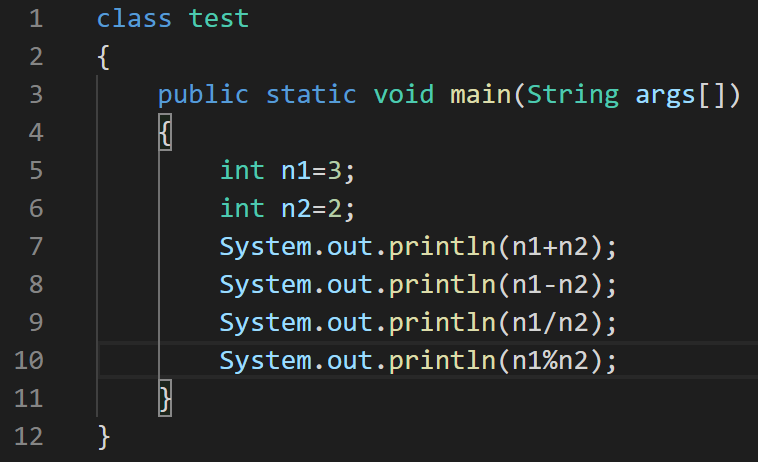 1 class test
2 {
3     public static void main(String args[])
4     {
5         int n1=3;
6         int n2=2;
7         System.out.println(n1+n2);
8         System.out.println(n1-n2);
9         System.out.println(n1/n2);
10         System.out.println(n1%n2);
11     }
12 }